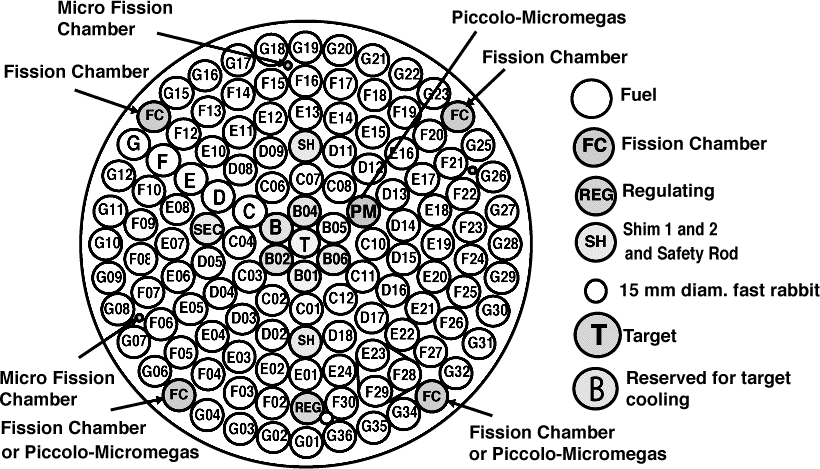 Micro Fission
Chamber
Piccolo-Micromegas
Fission Chamber
Fission Chamber
G18 G19 G20
G17 G21
G16 G22
G15 G23
F15 F16 F17
F14 F18
F13 F19
FC FC
E12 E13 E14
F12 E11 E15 F20
G G25
F E10 D09 SH D11 E16 F21
G12 D08 D12 G26
F10 E C06 C07 C08 E17 F22
D D13
G11 E08 C B04 PM E18 G27
F09 SEC B B05 D14 F23
G10 E07 C04 T C10 E19 G28
F08 D05 B02 B06 D15 F24
G09 E06 C03 B01 C11 E20 G29
F07 D04 C02 C12 D16 F25
G08 E05 C01 E21 G30
F06 D03 D17 F26
G07 E04 D02 SH D18 E22 G31
F05 E03 E23 F27
G06 F04 E02 E01 E24 F28 G32
FC F03 F02 REG F30 F29 FC
G04 G34
G03 G02 G01 G36 G35
Micro Fission
Chamber
Fission Chamber
or Piccolo-Micromegas
Fission Chamber
or Piccolo-Micromegas
Fuel
FC Fission Chamber
REG Regulating
SH Shim 1 and 2
and Safety Rod
15 mm diam. fast rabbit
T Target
B Reserved for target
cooling